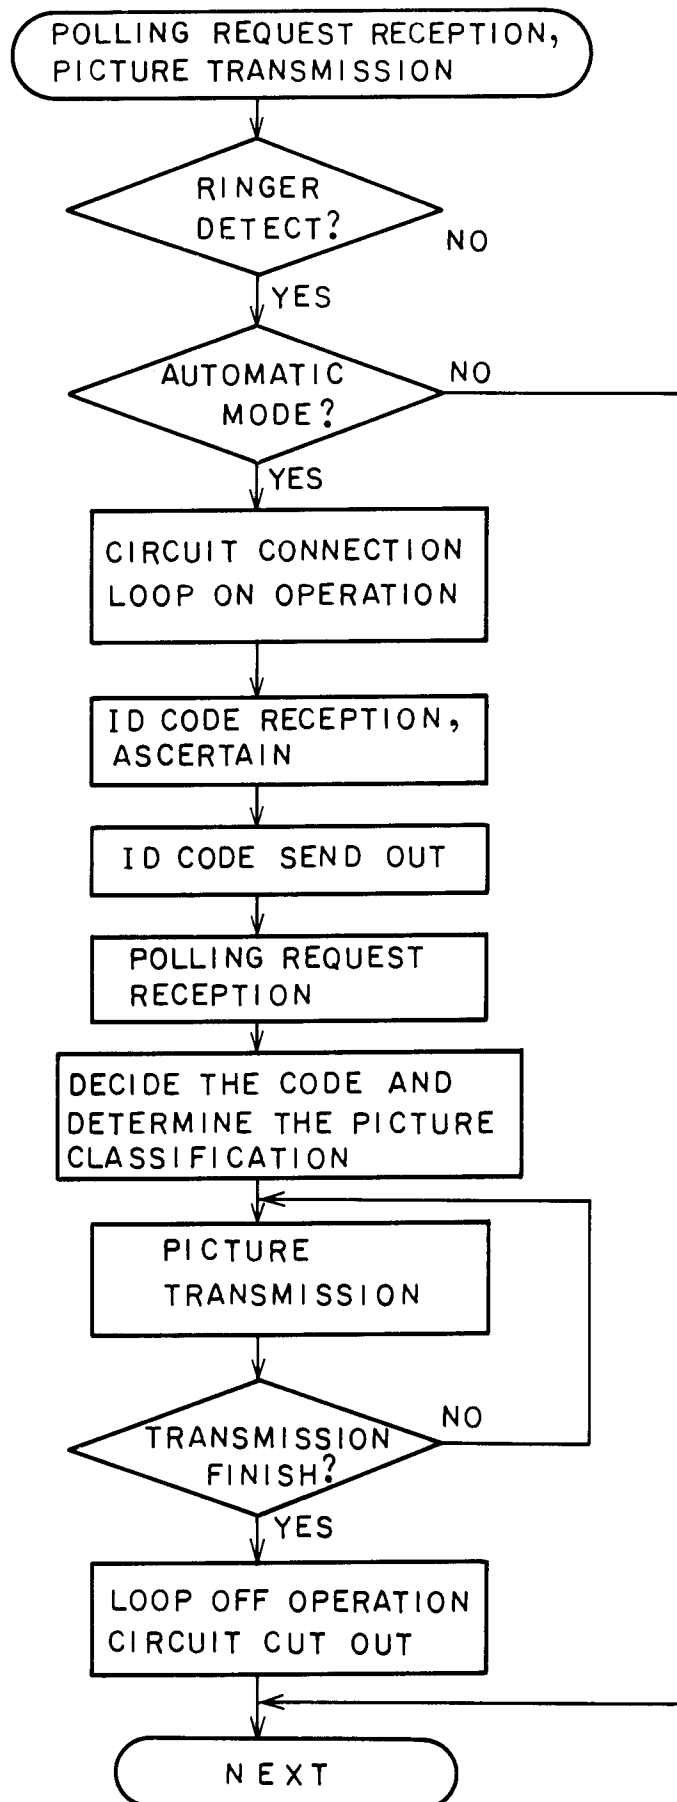 POLLING REQUEST RECEPTION,
PICTURE TRANSMISSION
RINGER
DETECT?
NO
YES
AUTOMATIC
MODE?
NO
YES
CIRCUIT CONNECTION
LOOP ON OPERATION
ID CODE RECEPTION,
ASCERTAIN
ID CODE SEND OUT
POLLING REQUEST
RECEPTION
DECIDE THE CODE AND
DETERMINE THE PICTURE
CLASSIFICATION
PICTURE
TRANSMISSION
NO
TRANSMISSION
FINISH?
YES
LOOP OFF OPERATION
CIRCUIT CUT OUT
NEXT